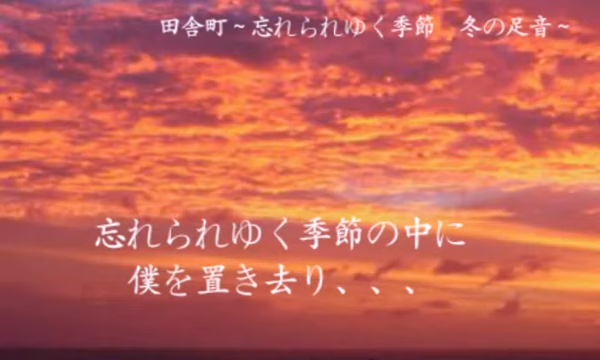 田舎町～忘れられゆく季節　冬の足音～
忘れられゆく季節の中に
僕を置き去り、、、